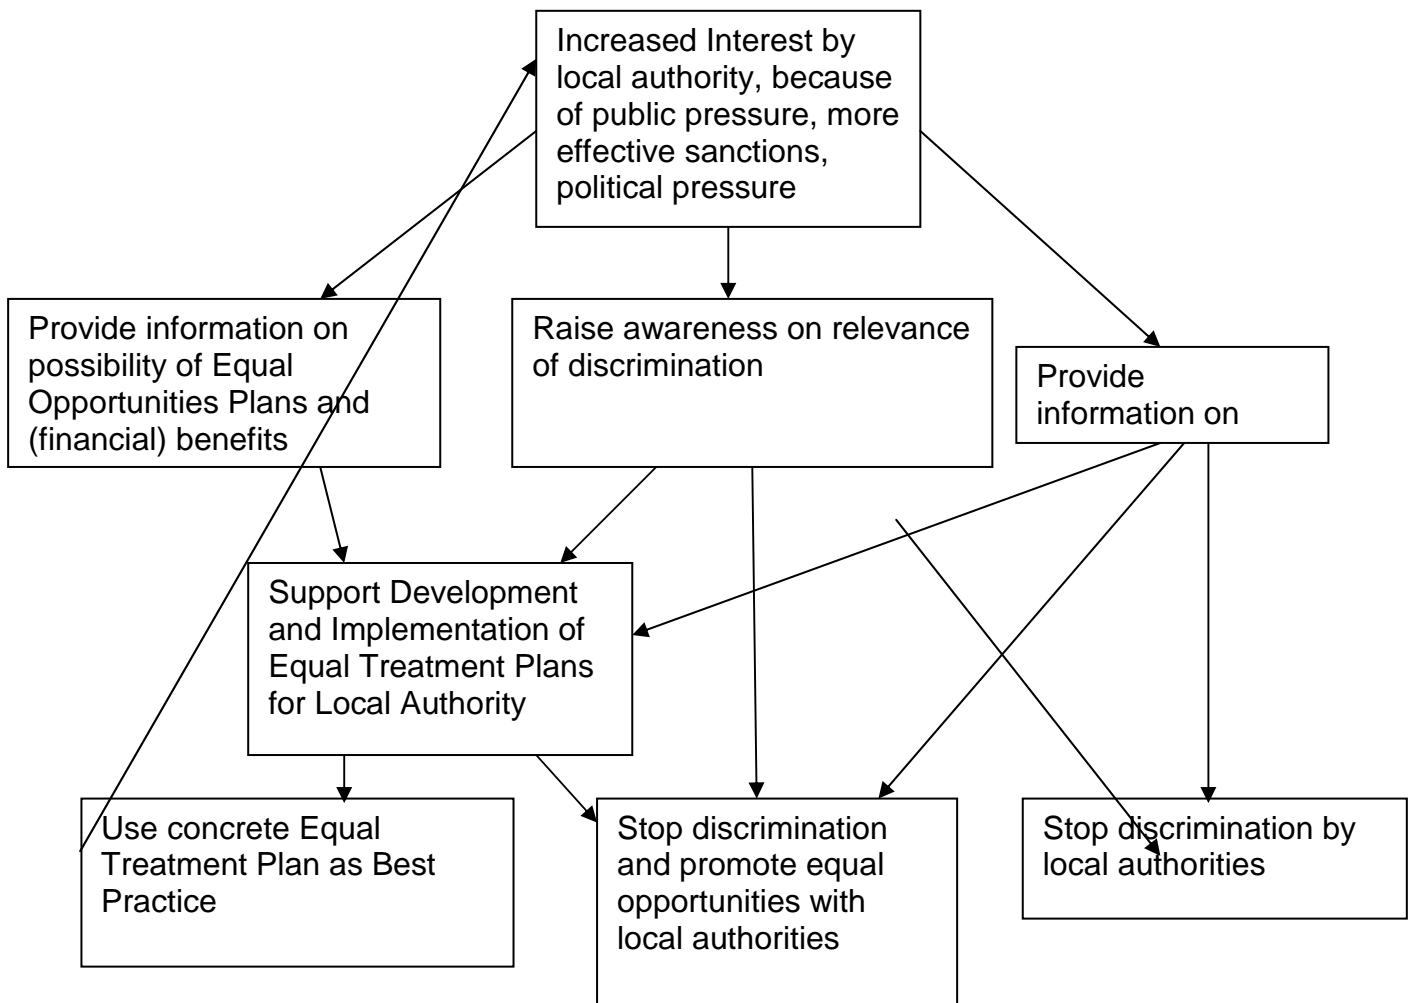 Increased Interest by
local authority, because
of public pressure, more
effective sanctions,
political pressure
Provide information on
possibility of Equal
Opportunities Plans and
(financial) benefits
Raise awareness on relevance
of discrimination
Provide
information on
Support Development
and Implementation of
Equal Treatment Plans
for Local Authority
Use concrete Equal
Treatment Plan as Best
Practice
Stop discrimination
and promote equal
opportunities with
local authorities
Stop discrimination by
local authorities